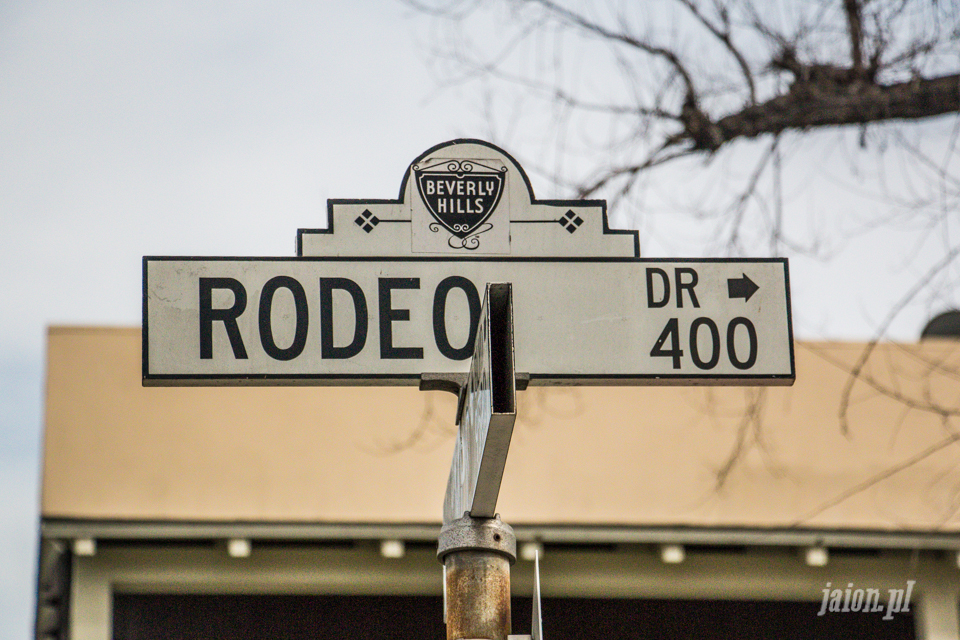 BEVERLY
HILLS
RODEO DR ➡
400
jaion.pl